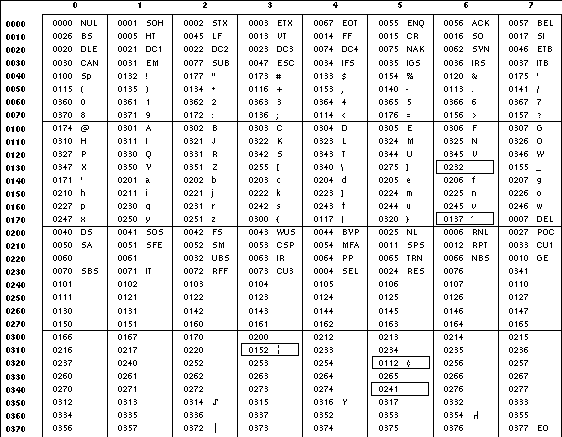 0 1 2 3 4 5 6 7
0000 0000 NUL 0001 SOH 0002 STX 0003 ETX 0067 EOT 0055 ENQ 0056 ACK 0057 BEL
0010 0026 BS 0005 HT 0045 LF 0013 VT 0014 FF 0015 CR 0016 SO 0017 SI
0020 0020 DLE 0021 DC1 0022 DC2 0023 DC3 0074 DC4 0075 NAK 0062 SYN 0046 ETB
0030 0030 CAN 0031 EM 0077 SUB 0047 ESC 0034 IFS 0035 IGS 0036 IRS 0037 ITB
0040 0100 Sp 0132 ! 0177 " 0173 # 0133 $ 0154 % 0120 & 0175 '
0050 0115 ( 0135 ) 0134 * 0116 + 0153 , 0140 - 0113 . 0141 /
0060 0360 0 0361 1 0362 2 0363 3 0364 4 0365 5 0366 6 0367 7
0070 0370 8 0371 9 0172 : 0136 ; 0114 < 0176 = 0156 > 0157 ?
0100 0174 @ 0301 A 0302 B 0303 C 0304 D 0305 E 0306 F 0307 G
0110 0310 H 0311 I 0321 J 0322 K 0323 L 0324 M 0325 N 0326 O
0120 0327 P 0330 Q 0331 R 0342 S 0343 T 0344 U 0345 V 0346 W
0130 0347 X 0350 Y 0351 Z 0255 [ 0340 \ 0275 ] 0232 0155 _
0140 0171 ` 0201 a 0202 b 0203 c 0204 d 0205 e 0206 f 0207 g
0150 0210 h 0211 i 0221 j 0222 k 0223 l 0224 m 0225 n 0226 o
0160 0227 p 0230 q 0231 r 0242 s 0243 t 0244 u 0245 v 0246 w
0170 0247 x 0250 y 0251 z 0300 { 0117 | 0320 } 0137 ¬ 0007 DEL
0200 0040 DS 0041 SOS 0042 FS 0043 WUS 0044 BYP 0025 NL 0006 RNL 0027 POC
0210 0050 SA 0051 SFE 0052 SM 0053 CSP 0054 MFA 0011 SPS 0012 RPT 0033 CU1
0220 0060 0061 0032 UBS 0063 IR 0064 PP 0065 TRN 0066 NBS 0010 GE
0230 0070 SBS 0071 IT 0072 RFF 0073 CU3 0004 SEL 0024 RES 0076 0341
0240 0101 0102 0103 0104 0105 0106 0107 0110
0250 0111 0121 0122 0123 0124 0125 0126 0127
0260 0130 0131 0142 0143 0144 0145 0146 0147
0270 0150 0151 0160 0161 0162 0163 0164 0165
0300 0166 0167 0170 0200 0212 0213 0214 0215
0310 0216 0217 0220 0152 ¦ 0233 0234 0235 0236
0320 0237 0240 0252 0253 0254 0112 ¢ 0256 0257
0330 0260 0261 0262 0263 0264 0265 0266 0267
0340 0270 0271 0272 0273 0274 0241 0276 0277
0350 0312 0313 0314 ⌠ 0315 0316 Y 0317 0332 0333
0360 0334 0335 0336 0337 0352 0353 0354 0355
0370 0356 0357 0372 | 0373 0374 0375 0376 0377 EO